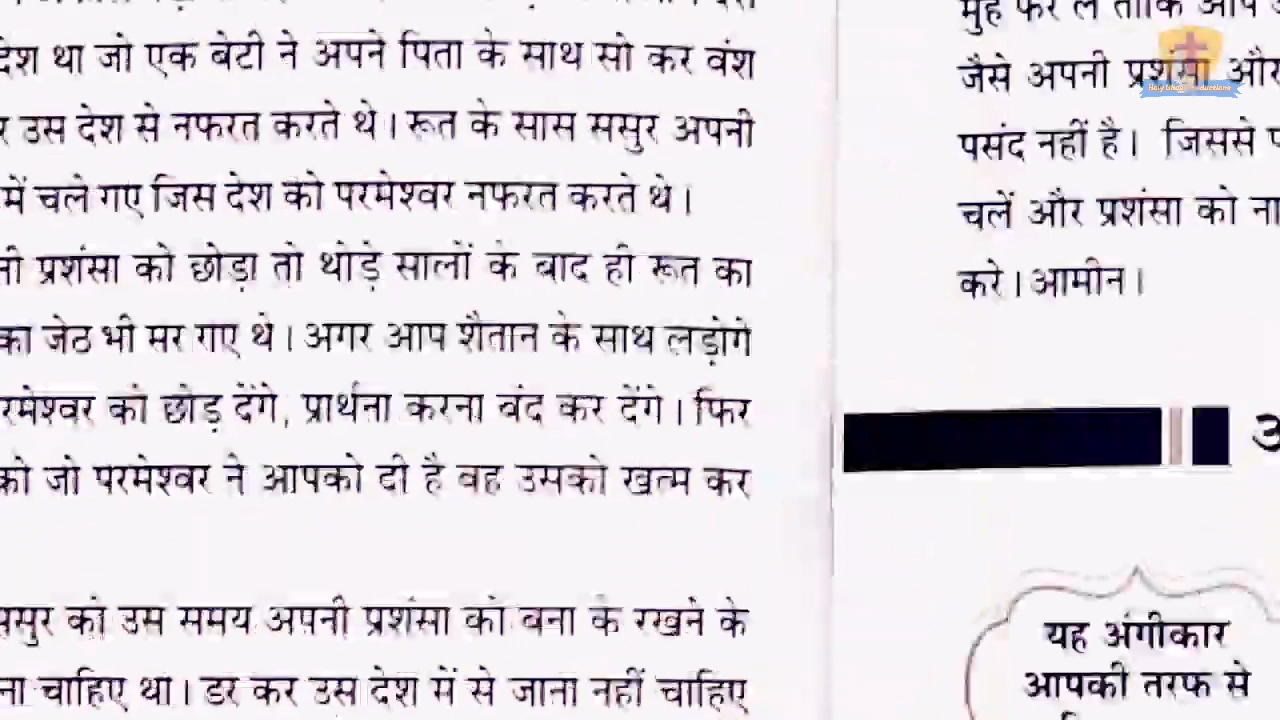 देश था जो एक बेटी ने अपने पिता के साथ सो कर वंश
उस देश से नफरत करते थे। रूत के सास ससुर अपनी
में चले गए जिस देश को परमेश्वर नफरत करते थे।
प्रशंसा को छोड़ा तो थोड़े सालों के बाद ही रूत का
का जेठ भी मर गए थे। अगर आप शैतान के साथ लड़ोगे
को छोड़ देंगे, प्रार्थना करना बंद कर देंगे। फिर
को जो परमेश्वर ने आपको दी है वह उसको खत्म कर
ससुर को उस समय अपनी प्रशंसा को बना के रखने के
चाहिए था। डर कर उस देश में से जाना नहीं चाहिए
मुँह फेर लें ताकि आप
जैसे अपनी प्रशंसा और
पसंद नहीं है। जिससे
चलें और प्रशंसा को
करे। आमीन।
यह अंगीकार
आपकी तरफ से